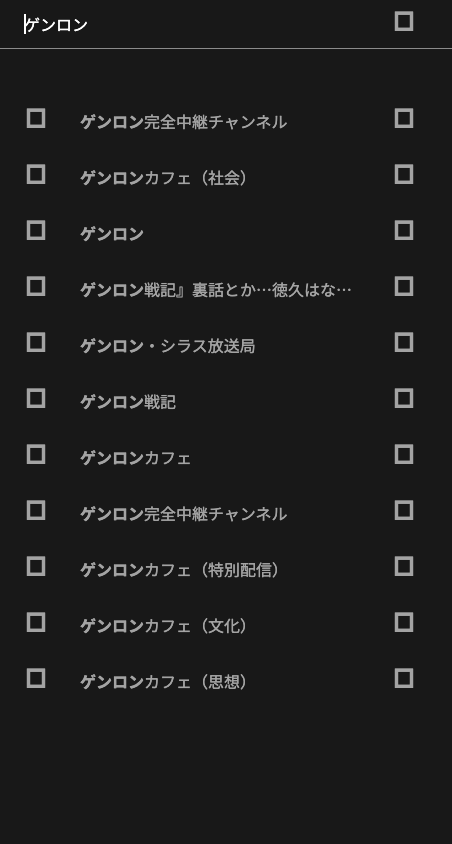 ゲンロン
ゲンロン完全中継チャンネル
ゲンロンカフェ（社会）
ゲンロン
ゲンロン戦記』裏話とか…徳久はな…
ゲンロン・シラス放送局
ゲンロン戦記
ゲンロンカフェ
ゲンロン完全中継チャンネル
ゲンロンカフェ（特別配信）
ゲンロンカフェ（文化）
ゲンロンカフェ（思想）